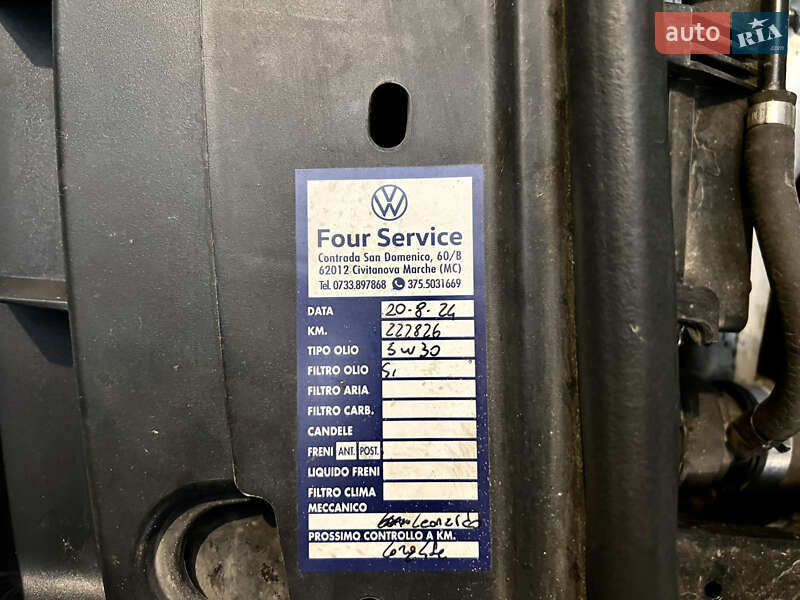 auto RIA .com
Four Service
Contrada San Domenico, 60/B
62012 Civitanova Marche (MC)
Tel. 0733.897868 375.5031669
DATA 20-8-24
KM. 227826
TIPO OLIO 5W30
FILTRO OLIO Si
FILTRO ARIA
FILTRO CARB.
CANDELE
FRENI ANT. POST.
LIQUIDO FRENI
FILTRO CLIMA
MECCANICO
PROSSIMO CONTROLLO A KM.